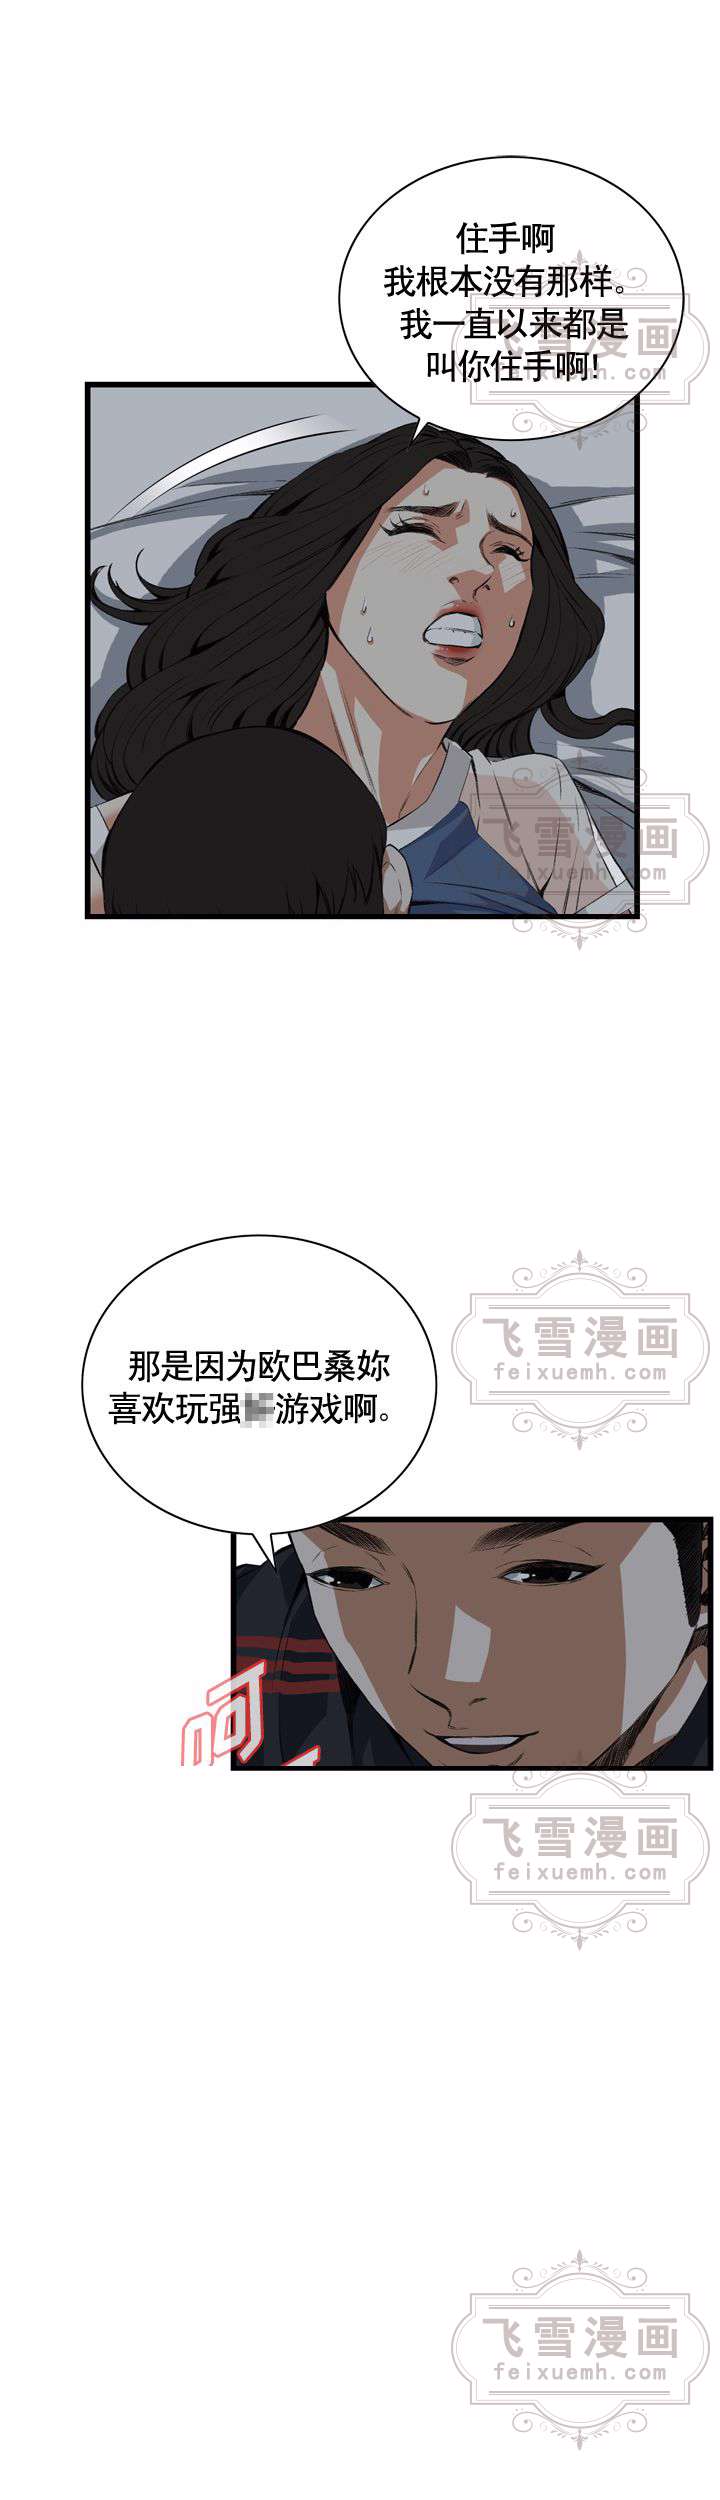 住手啊
我根本没有那样。
我一直以来都是
叫你住手啊!
飞雪漫画
feixuemh.com
飞雪漫画
feixuemh.com
那是因为欧巴桑妳
喜欢玩强游戏啊。
飞雪漫画
feixuemh.com
呵
飞雪漫画
feixuemh.com
飞雪漫画
feixuemh.com